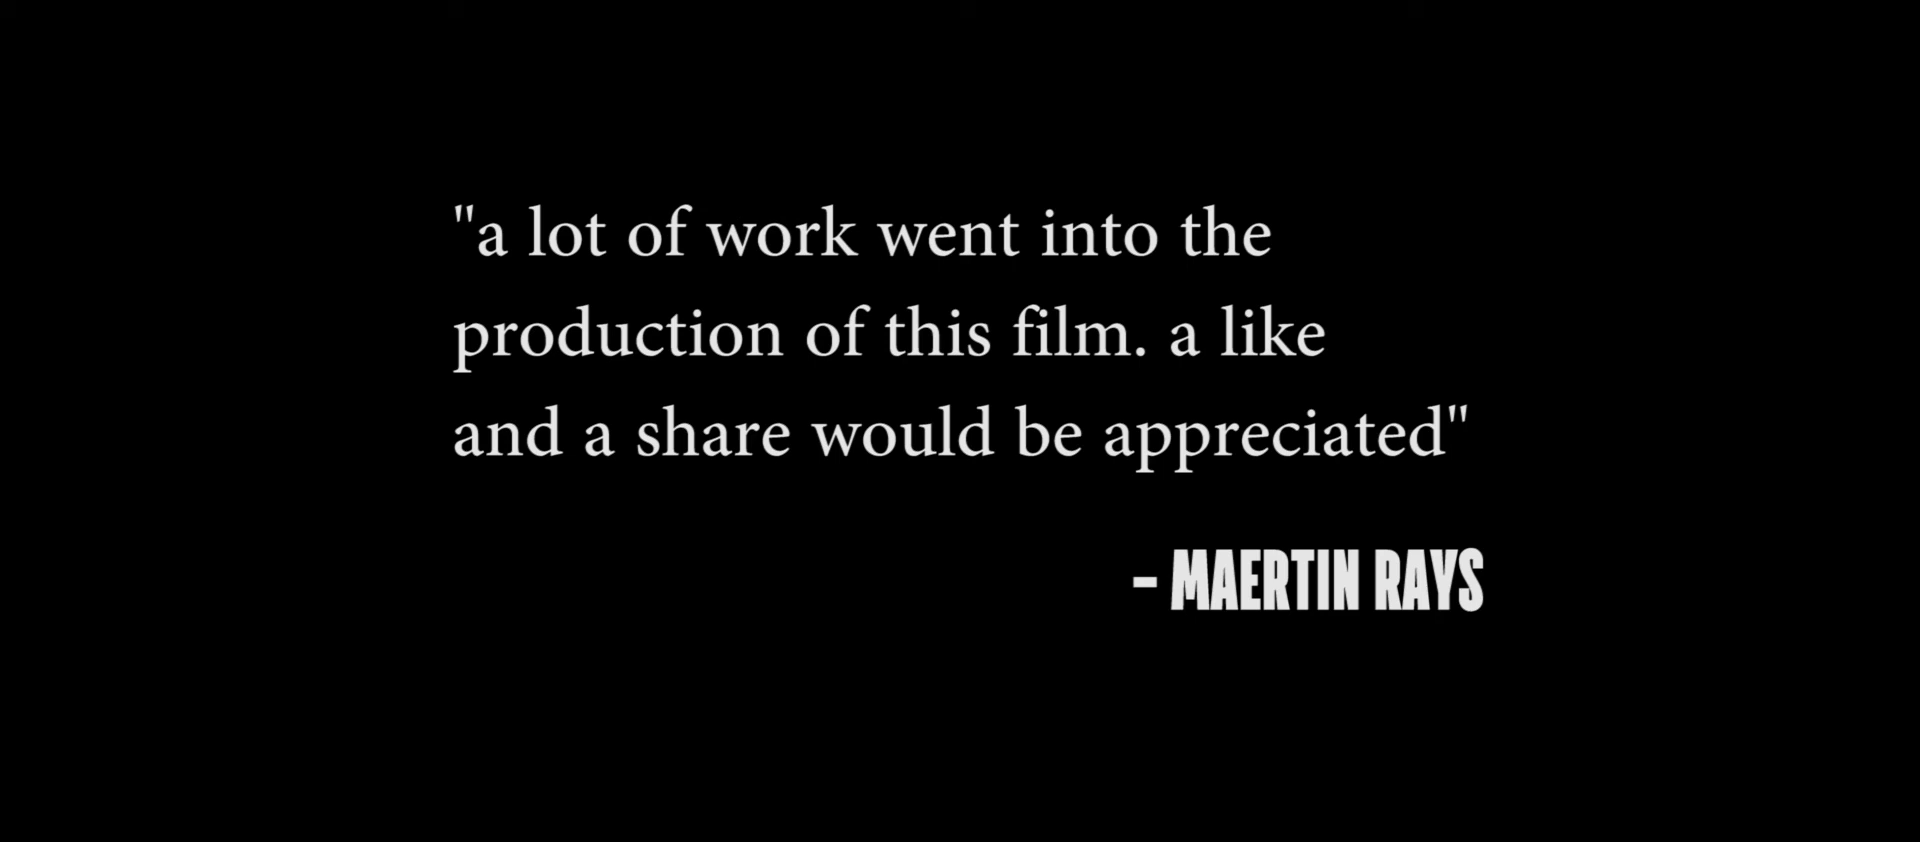 "a lot of work went into the
production of this film. a like
and a share would be appreciated"
- MAERTIN RAYS